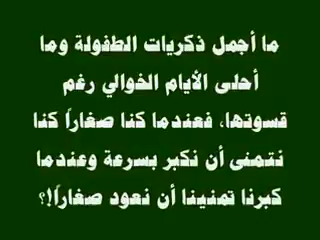 ما أجمل ذكريات الطفولة وما
أحلى الأيام الخوالي رغم
قسوتها، فعندما كنا صغاراً كنا
نتمنى أن نكبر بسرعة وعندما
كبرنا تمنينا أن نعود صغاراً!؟